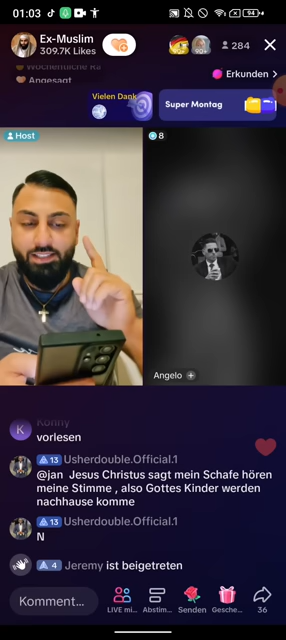 01:03
94
Ex-Muslim
309.7K Likes
284
Wöchentliche Ra
Angesagt
Erkunden >
Vielen Dank
Super Montag
Host
8
Angelo +
Konny
K
vorlesen
13 Usherdouble.Official.1
@jan Jesus Christus sagt mein Schafe hören
meine Stimme , also Gottes Kinder werden
nachhause komme
13 Usherdouble.Official.1
N
4 Jeremy ist beigetreten
Komment...
LIVE mi...
Abstim...
Senden
Gesche...
36